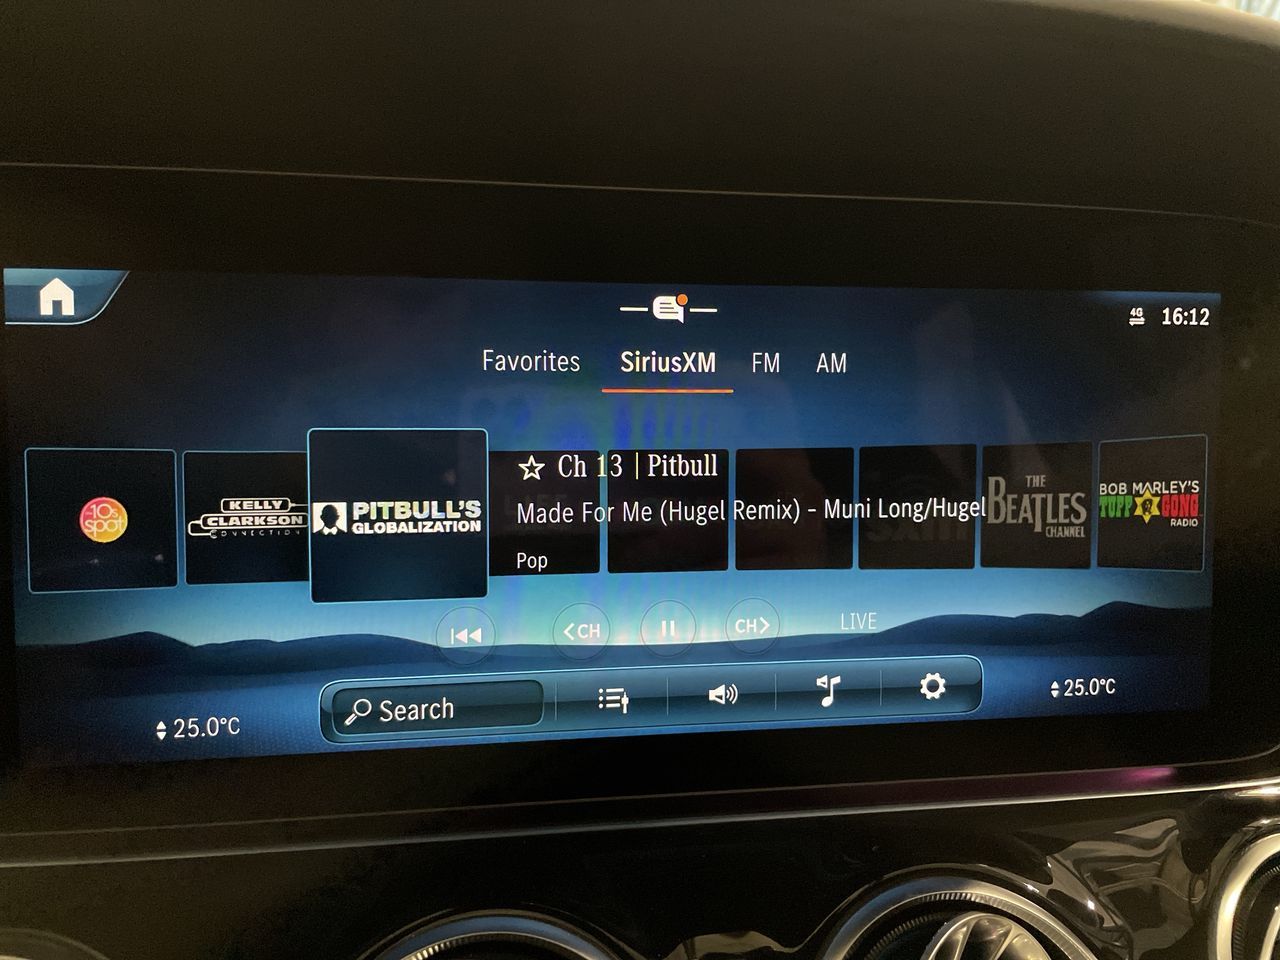 4G 16:12
Favorites SiriusXM FM AM
-10s spot
KELLY
CLARKSON
CONNECTION
PITBULL'S
GLOBALIZATION
Ch 13 | Pitbull
Made For Me (Hugel Remix) - Muni Long/Hugel
Pop
THE
BEATLES
CHANNEL
BOB MARLEY'S
TUFF GONG
RADIO
<CH
CH>
LIVE
25.0°C
Search
25.0°C